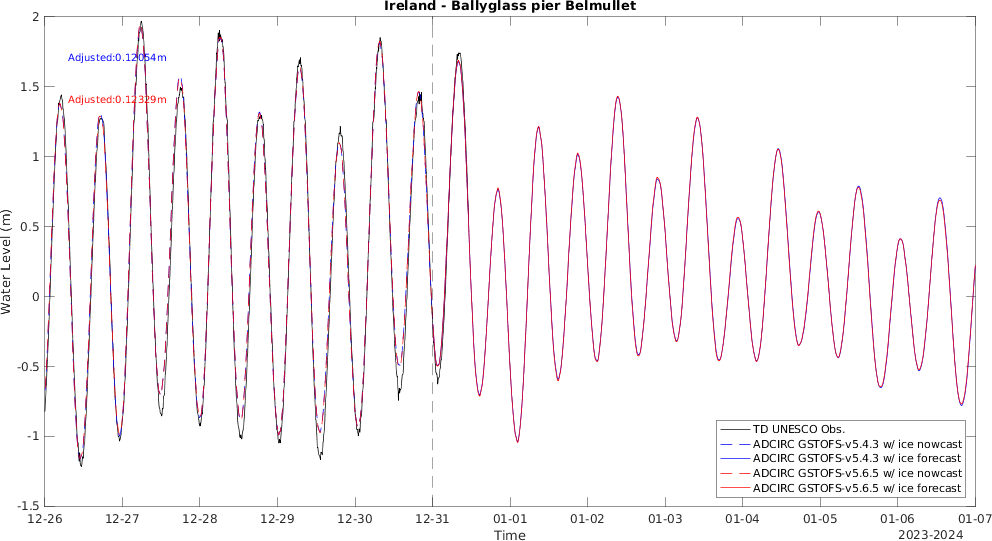 Ireland - Ballyglass pier Belmullet
Water Level (m)
2
1.5
1
0.5
0
-0.5
-1
-1.5
Adjusted:0.12054m
Adjusted:0.12329m
TD UNESCO Obs.
ADCIRC GSTOFS-v5.4.3 w/ ice nowcast
ADCIRC GSTOFS-v5.4.3 w/ ice forecast
ADCIRC GSTOFS-v5.6.5 w/ ice nowcast
ADCIRC GSTOFS-v5.6.5 w/ ice forecast
12-26 12-27 12-28 12-29 12-30 12-31 01-01 01-02 01-03 01-04 01-05 01-06 01-07
Time
2023-2024